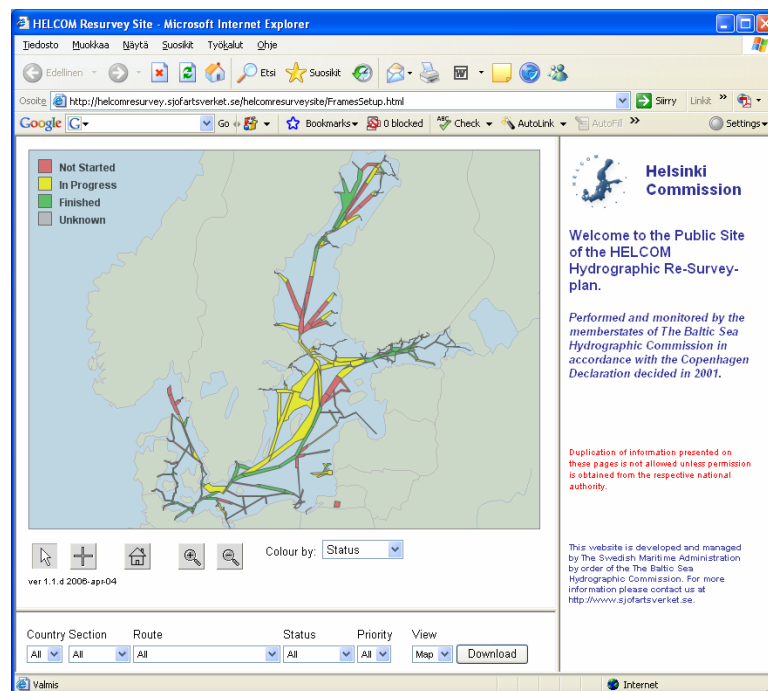 HELCOM Resurvey Site - Microsoft Internet Explorer
Tiedosto Muokkaa Näytä Suosikit Työkalut Ohje
Edellinen Etsi Suosikit
Osoite http://helcomresurvey.sjofartsverket.se/helcomresurveysite/FramesSetup.html Siirry Linkit
Google G Go Bookmarks 0 blocked ABC Check AutoLink AutoFill Settings
Not Started
In Progress
Finished
Unknown
Colour by: Status
ver 1.1.d 2006-apr-04
Country Section Route Status Priority View
All All All All All Map Download
HELCOM
Helsinki
Commission
Welcome to the Public Site
of the HELCOM
Hydrographic Re-Survey-
plan.
Performed and monitored by the
memberstates of The Baltic Sea
Hydrographic Commission in
accordance with the Copenhagen
Declaration decided in 2001.
Duplication of information presented on
these pages is not allowed unless permission
is obtained from the respective national
authority.
This website is developed and managed
by The Swedish Maritime Administration
by order of the The Baltic Sea
Hydrographic Commission. For more
information please contact us at
http://www.sjofartsverket.se.
Valmis Internet